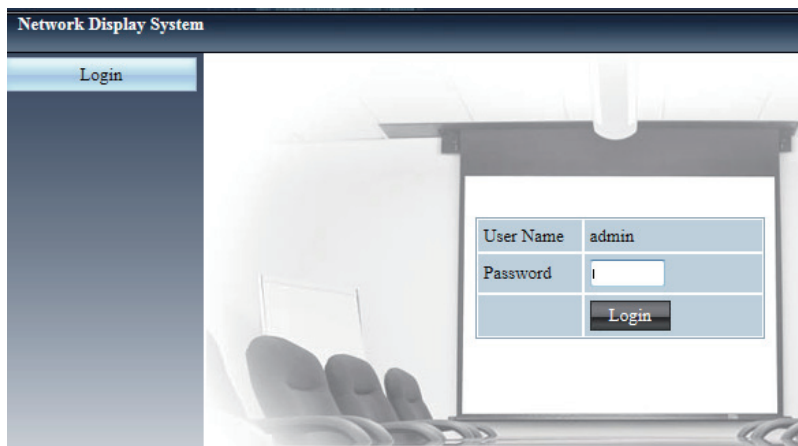 Network Display System
Login
User Name admin
Password
Login